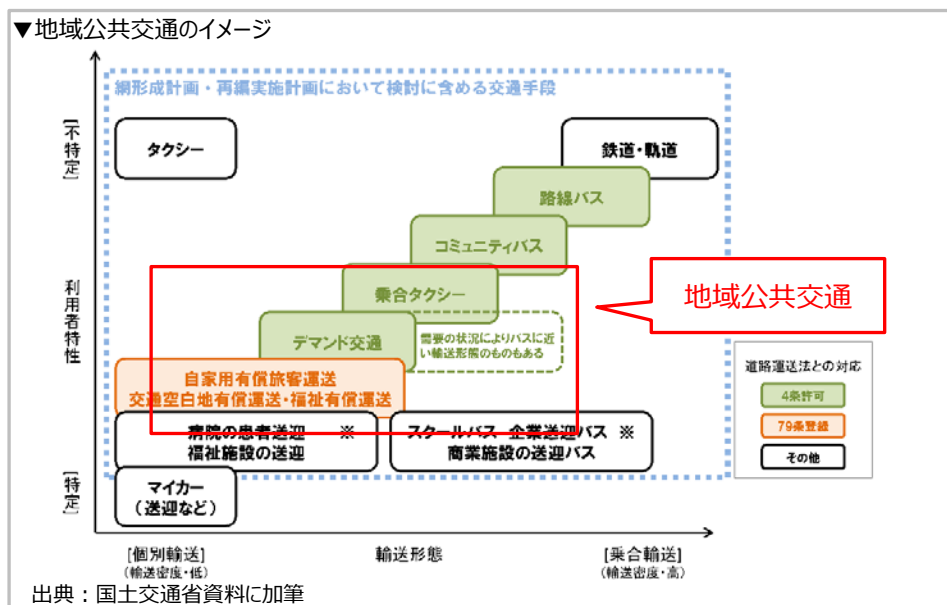 ▼地域公共交通のイメージ
網形成計画・再編実施計画において検討に含める交通手段
[不特定]
タクシー
鉄道・軌道
路線バス
コミュニティバス
乗合タクシー
地域公共交通
利用者特性
デマンド交通
需要の状況によりバスに近
い輸送形態のものもある
道路運送法との対応
4条許可
79条登録
その他
自家用有償旅客運送
交通空白地有償運送・福祉有償運送
病院の患者送迎 ※
福祉施設の送迎
スクールバス 企業送迎バス ※
商業施設の送迎バス
[特定]
マイカー
(送迎など)
[個別輸送]
(輸送密度・低)
輸送形態
[乗合輸送]
(輸送密度・高)
出典：国土交通省資料に加筆